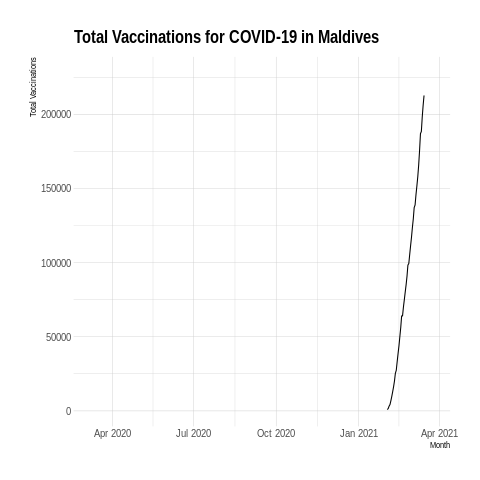 Total Vaccinations for COVID-19 in Maldives
Total Vaccinations
200000
150000
100000
50000
0
Apr 2020
Jul 2020
Oct 2020
Jan 2021
Apr 2021
Month